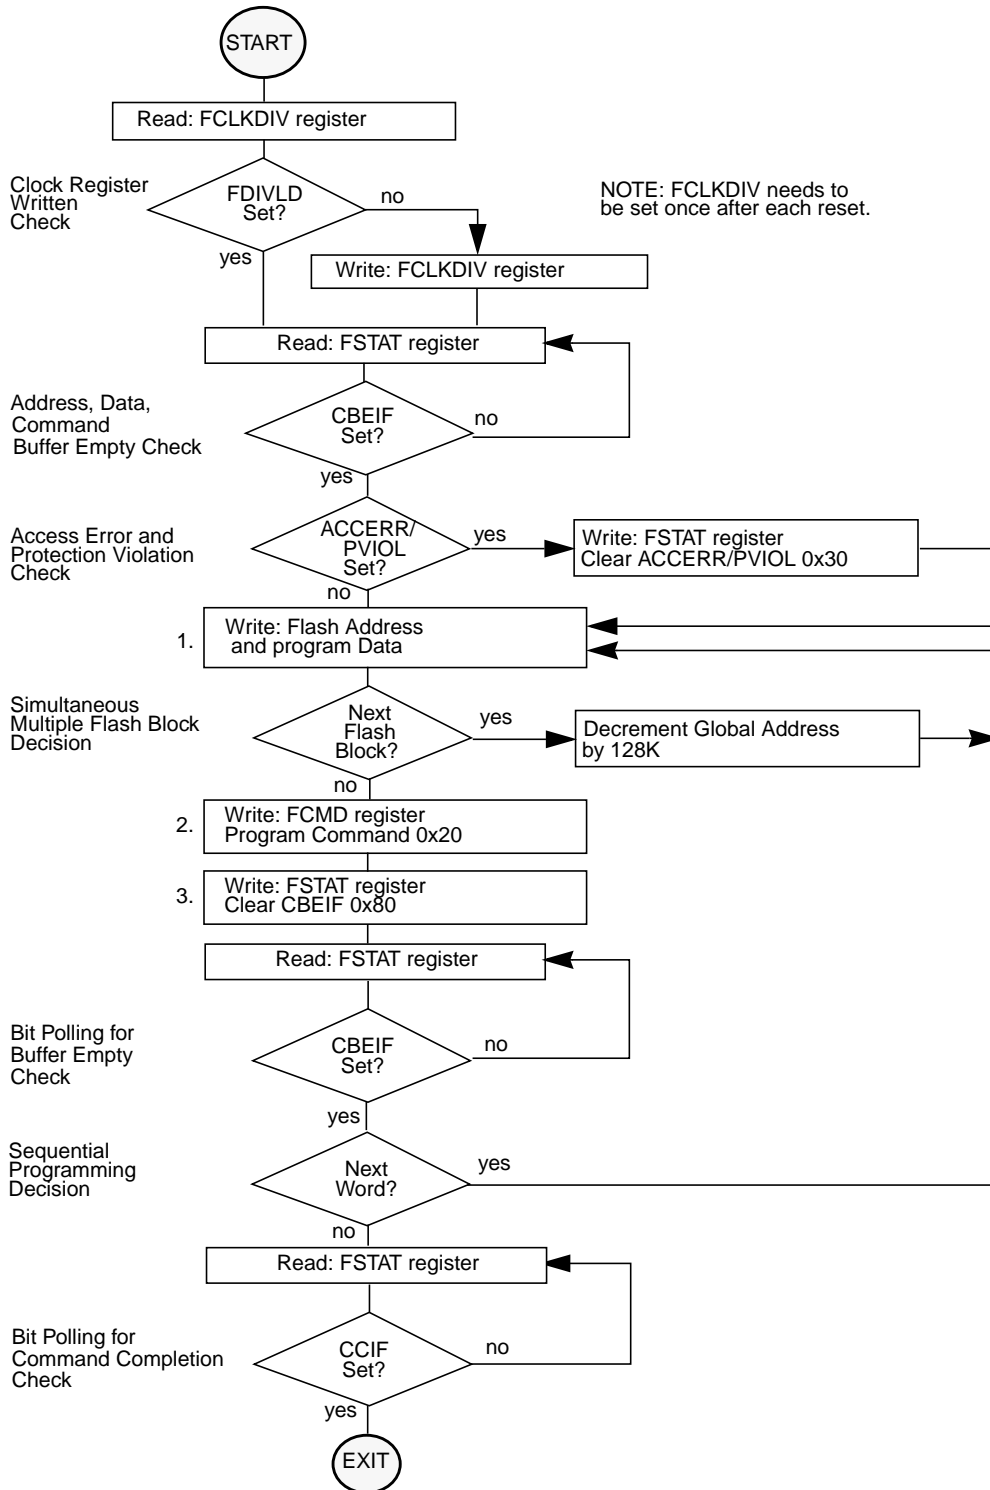 START
Read: FCLKDIV register
Clock Register
Written
Check
FDIVLD
Set?
no
yes
NOTE: FCLKDIV needs to
be set once after each reset.
Write: FCLKDIV register
Read: FSTAT register
Address, Data,
Command
Buffer Empty Check
CBEIF
Set?
no
yes
Access Error and
Protection Violation
Check
ACCERR/
PVIOL
Set?
yes
no
Write: FSTAT register
Clear ACCERR/PVIOL 0x30
1.
Write: Flash Address
and program Data
Simultaneous
Multiple Flash Block
Decision
Next
Flash
Block?
yes
no
Decrement Global Address
by 128K
2.
Write: FCMD register
Program Command 0x20
3.
Write: FSTAT register
Clear CBEIF 0x80
Read: FSTAT register
Bit Polling for
Buffer Empty
Check
CBEIF
Set?
no
yes
Sequential
Programming
Decision
Next
Word?
yes
no
Read: FSTAT register
Bit Polling for
Command Completion
Check
CCIF
Set?
no
yes
EXIT